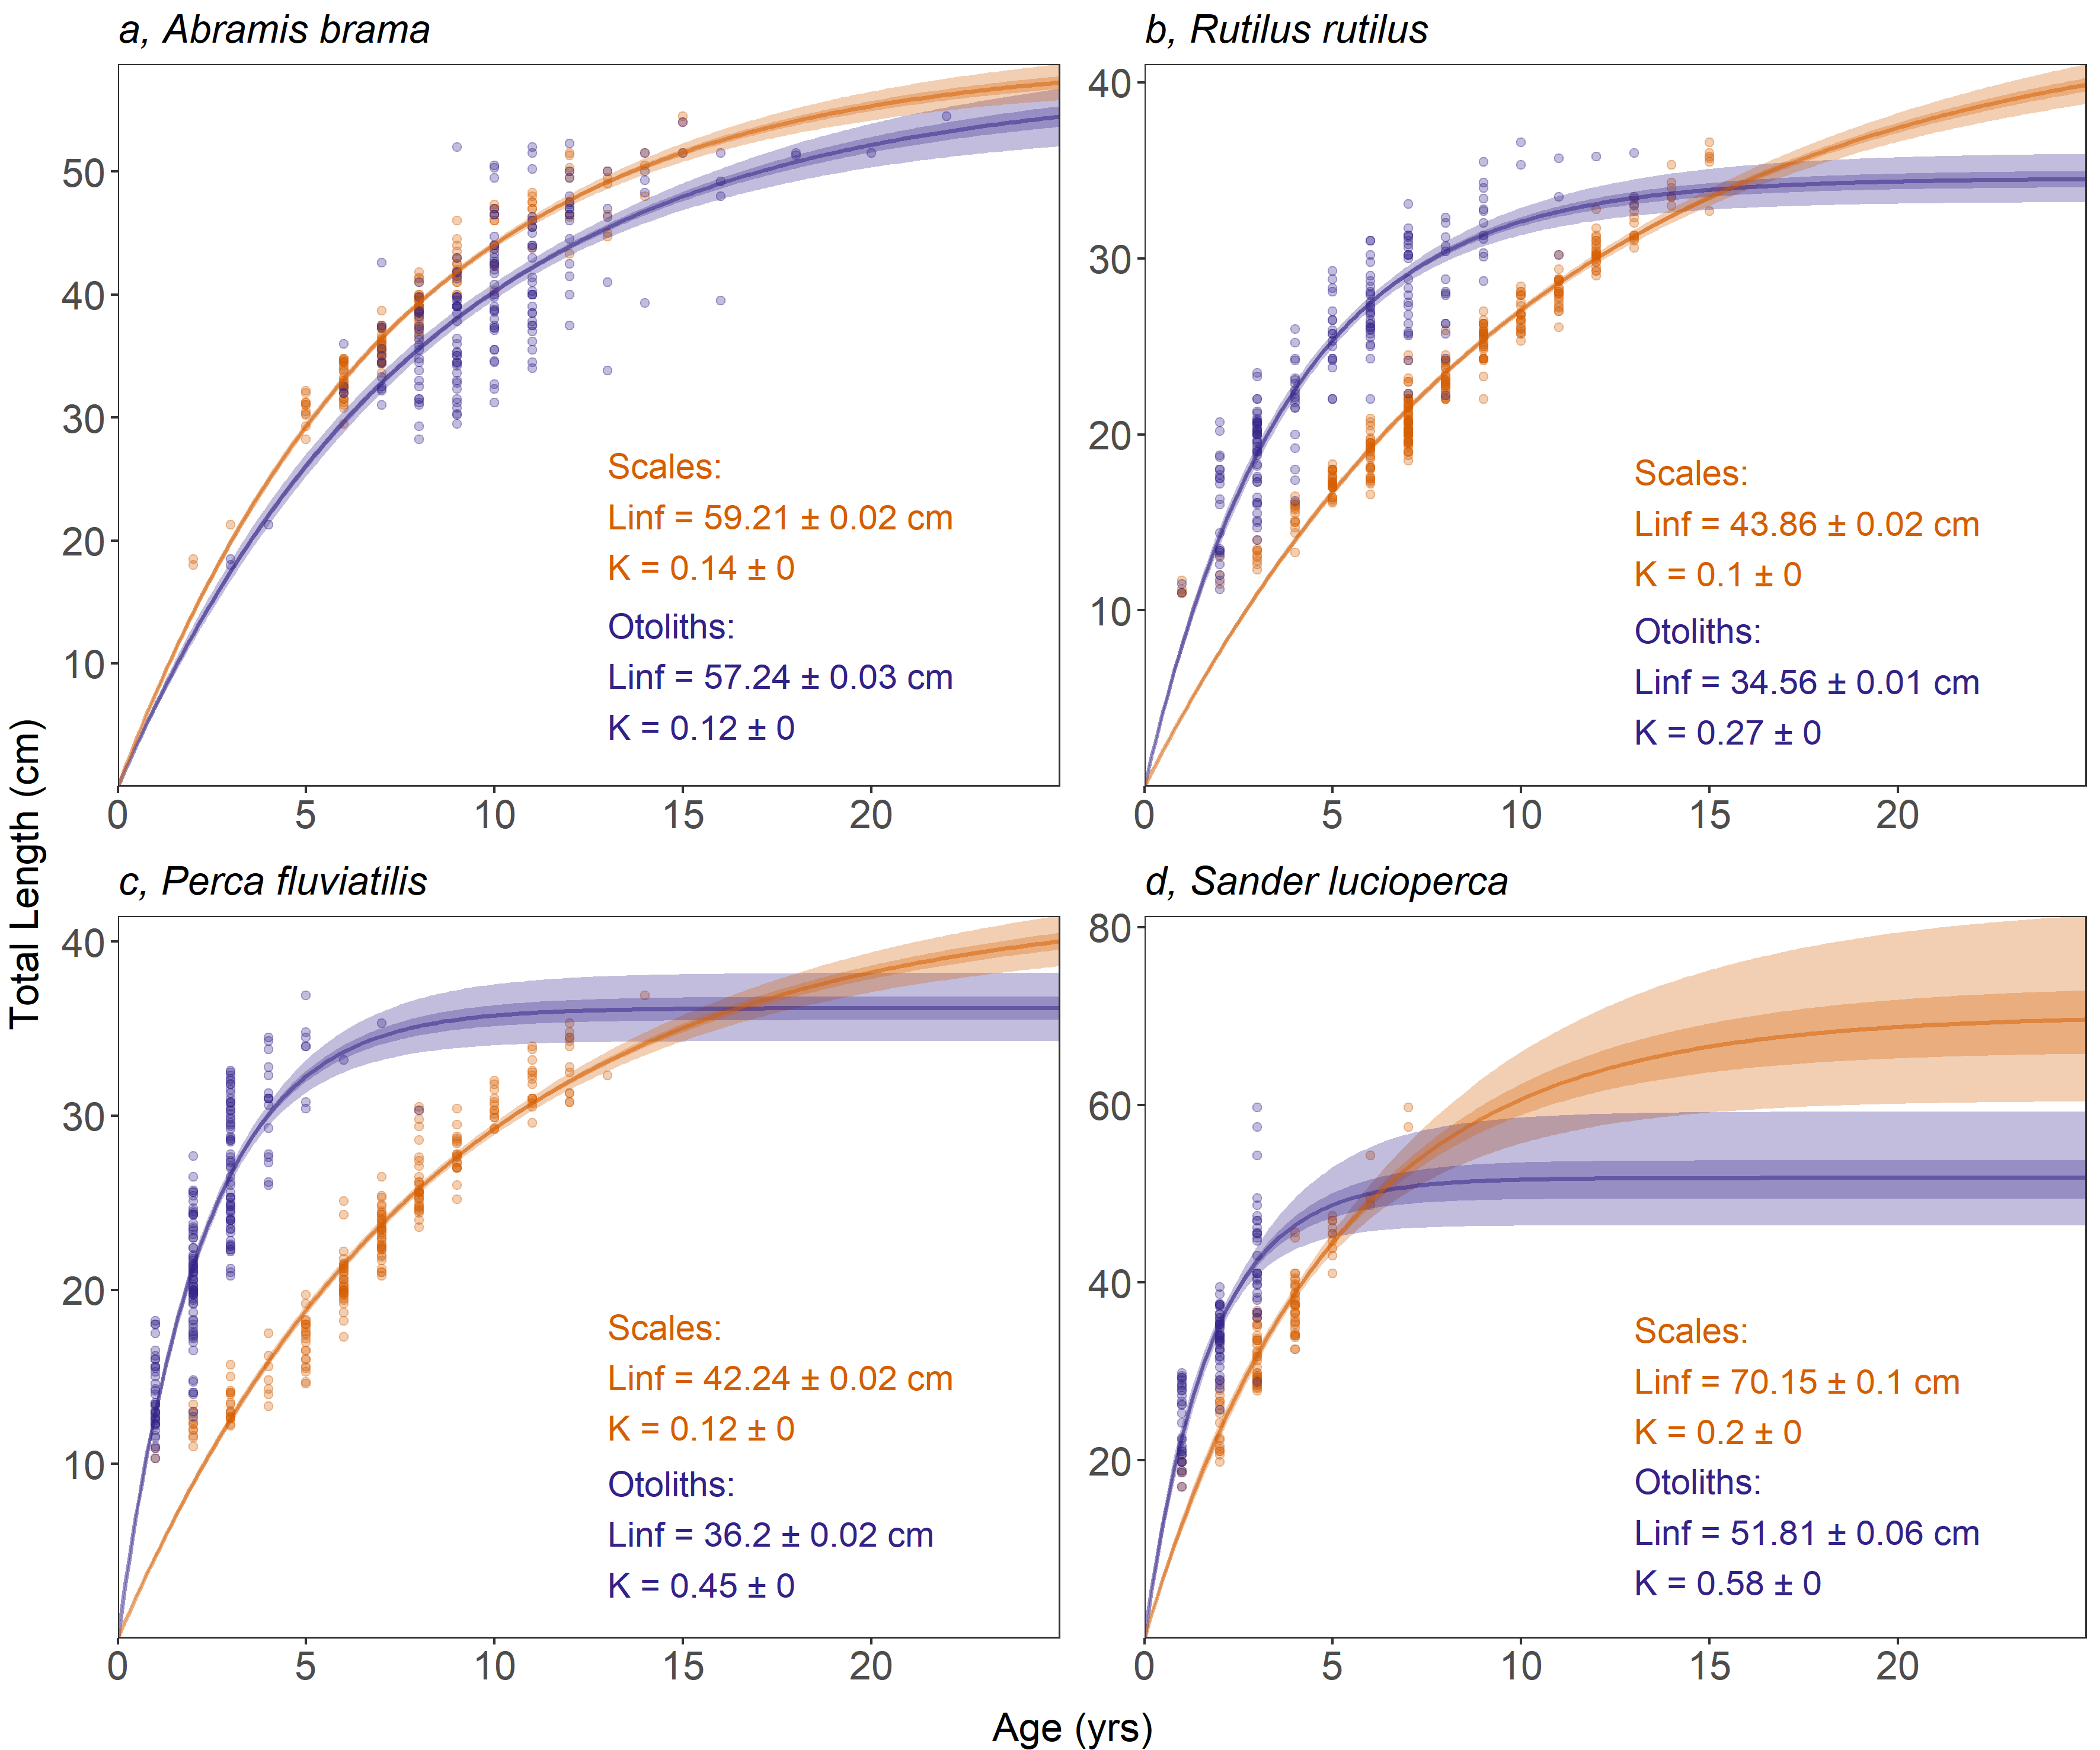 a, Abramis brama
50
40
30
20
10
0
5
10
15
20
Scales:
Linf = 59.21 ± 0.02 cm
K = 0.14 ± 0
Otoliths:
Linf = 57.24 ± 0.03 cm
K = 0.12 ± 0
b, Rutilus rutilus
40
30
20
10
0
5
10
15
20
Scales:
Linf = 43.86 ± 0.02 cm
K = 0.1 ± 0
Otoliths:
Linf = 34.56 ± 0.01 cm
K = 0.27 ± 0
Total Length (cm)
c, Perca fluviatilis
40
30
20
10
0
5
10
15
20
Scales:
Linf = 42.24 ± 0.02 cm
K = 0.12 ± 0
Otoliths:
Linf = 36.2 ± 0.02 cm
K = 0.45 ± 0
d, Sander lucioperca
80
60
40
20
0
5
10
15
20
Scales:
Linf = 70.15 ± 0.1 cm
K = 0.2 ± 0
Otoliths:
Linf = 51.81 ± 0.06 cm
K = 0.58 ± 0
Age (yrs)